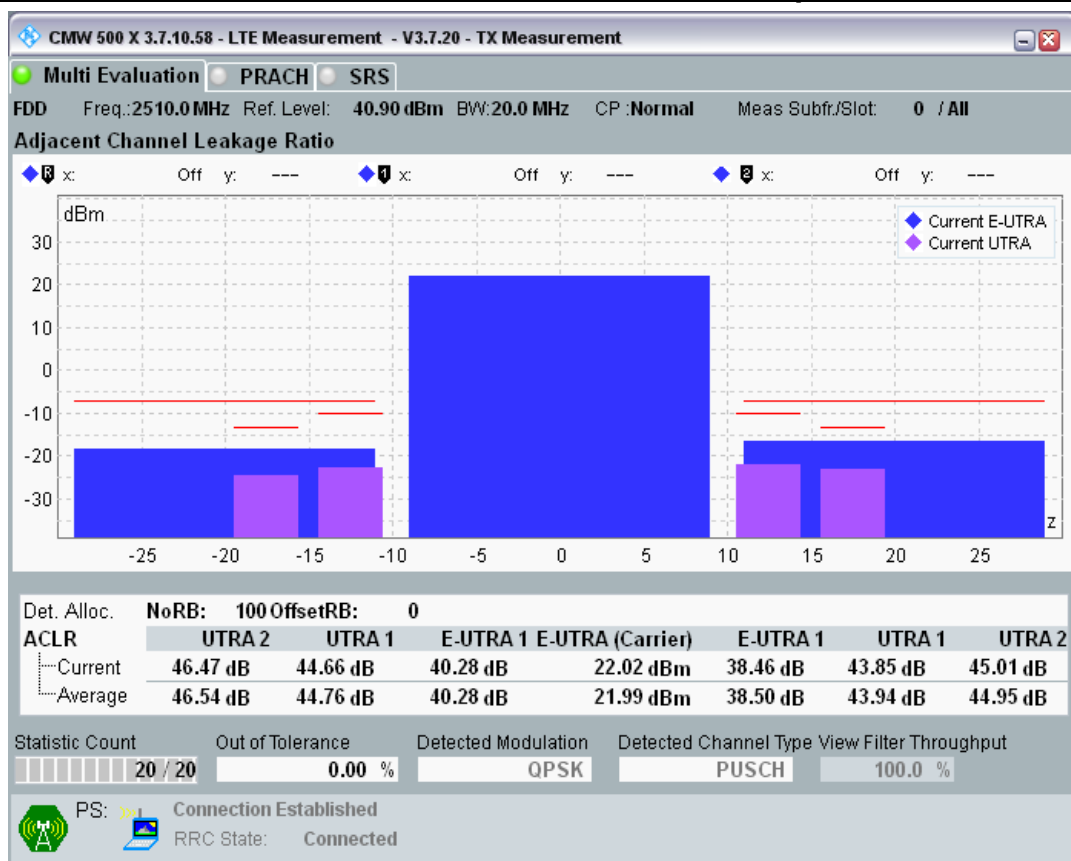 CMW 500 X 3.7.10.58 - LTE Measurement - V3.7.20 - TX Measurement
Multi Evaluation PRACH SRS
FDD Freq.:2510.0 MHz Ref. Level: 40.90 dBm BW:20.0 MHz CP :Normal Meas Subfr./Slot: 0 / All
Adjacent Channel Leakage Ratio
R x: Off y: --- 1 x: Off y: --- 2 x: Off y: ---
dBm
Current E-UTRA
Current UTRA
30
20
10
0
-10
-20
-30
z
-25 -20 -15 -10 -5 0 5 10 15 20 25
Det. Alloc. NoRB: 100 OffsetRB: 0
ACLR UTRA 2 UTRA 1 E-UTRA 1 E-UTRA (Carrier) E-UTRA 1 UTRA 1 UTRA 2
Current 46.47 dB 44.66 dB 40.28 dB 22.02 dBm 38.46 dB 43.85 dB 45.01 dB
Average 46.54 dB 44.76 dB 40.28 dB 21.99 dBm 38.50 dB 43.94 dB 44.95 dB
Statistic Count Out of Tolerance Detected Modulation Detected Channel Type View Filter Throughput
20 / 20 0.00 % QPSK PUSCH 100.0 %
PS: Connection Established
RRC State: Connected